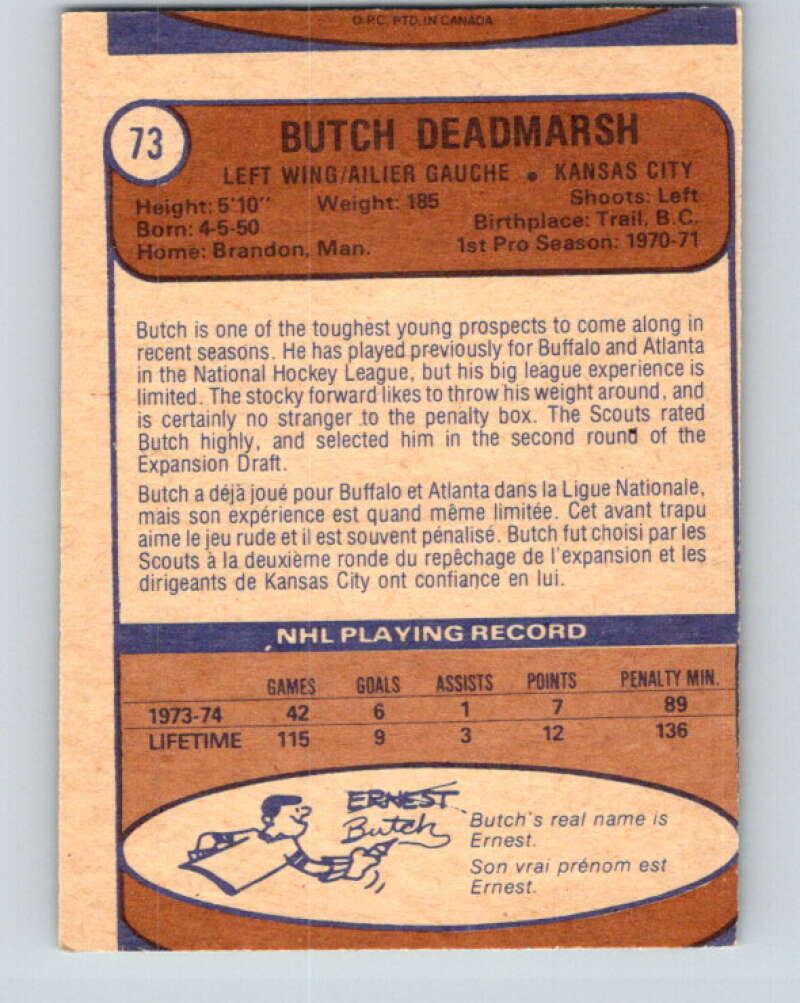 O.P.C. PTD. IN CANADA
73
BUTCH DEADMARSH
LEFT WING/AILIER GAUCHE • KANSAS CITY
Height: 5'10" Weight: 185 Shoots: Left
Born: 4-5-50 Birthplace: Trail, B.C.
Home: Brandon, Man. 1st Pro Season: 1970-71
Butch is one of the toughest young prospects to come along in
recent seasons. He has played previously for Buffalo and Atlanta
in the National Hockey League, but his big league experience is
limited. The stocky forward likes to throw his weight around, and
is certainly no stranger to the penalty box. The Scouts rated
Butch highly, and selected him in the second round of the
Expansion Draft.
Butch a déjà joué pour Buffalo et Atlanta dans la Ligue Nationale,
mais son expérience est quand même limitée. Cet avant trapu
aime le jeu rude et il est souvent pénalisé. Butch fut choisi par les
Scouts à la deuxième ronde du repêchage de l'expansion et les
dirigeants de Kansas City ont confiance en lui.
NHL PLAYING RECORD
GAMES GOALS ASSISTS POINTS PENALTY MIN.
1973-74 42 6 1 7 89
LIFETIME 115 9 3 12 136
ERNEST
Butch
Butch's real name is
Ernest.
Son vrai prénom est
Ernest.